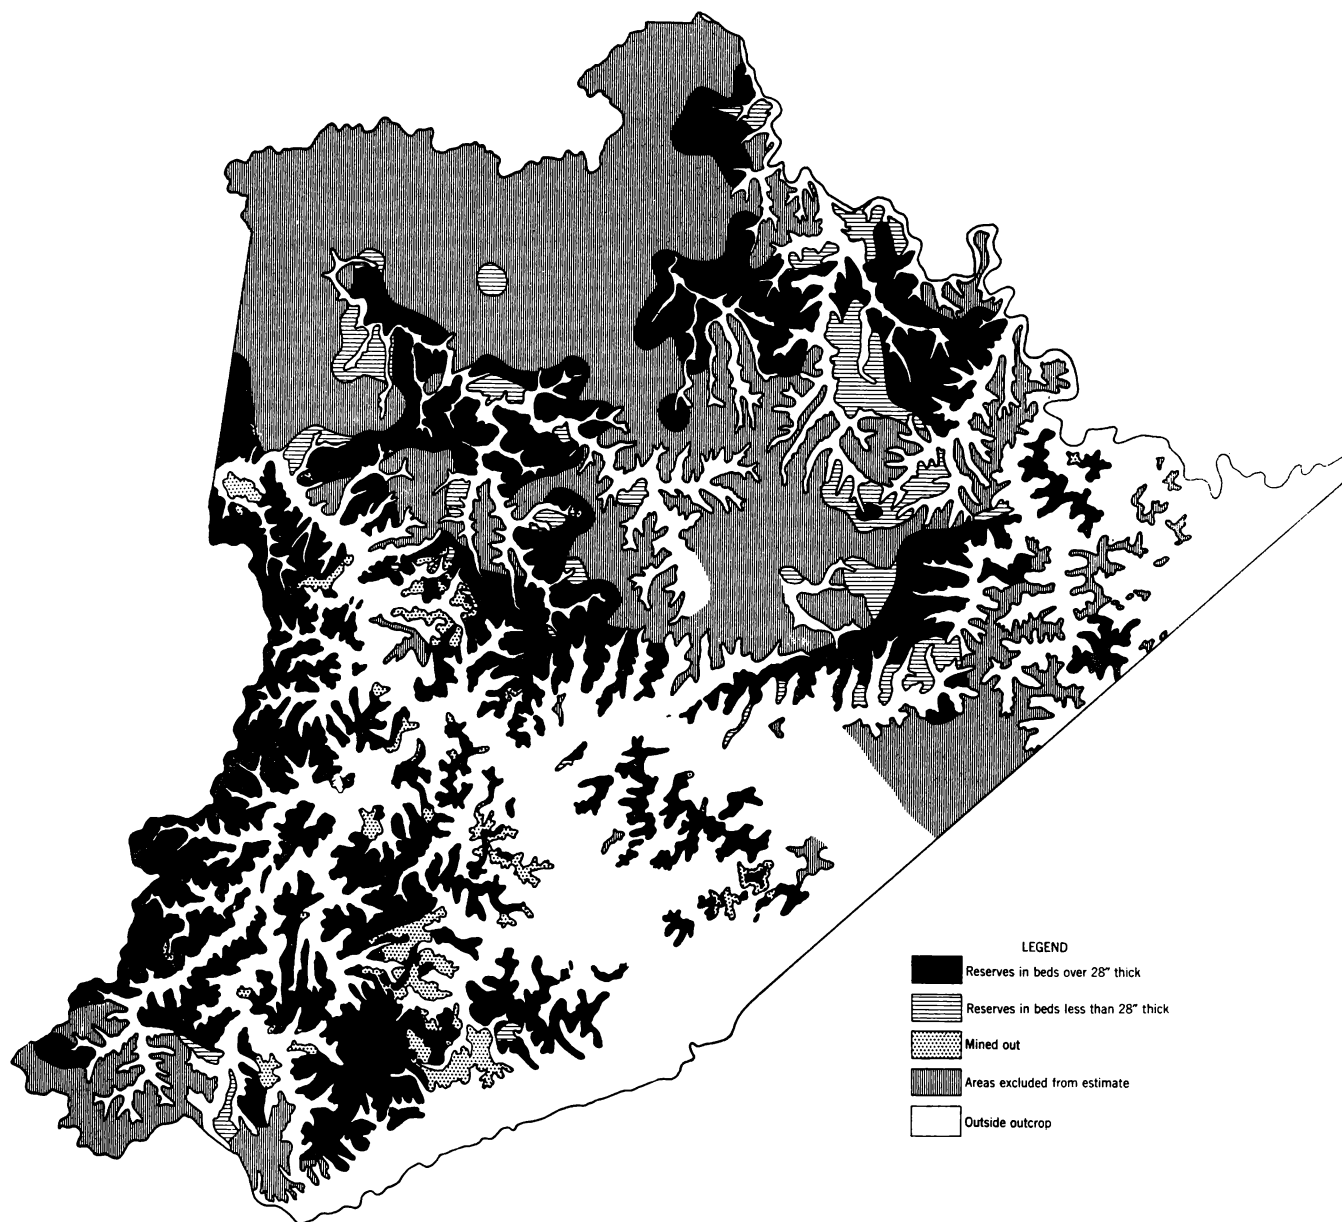 LEGEND
Reserves in beds over 28" thick
Reserves in beds less than 28" thick
Mined out
Areas excluded from estimate
Outside outcrop